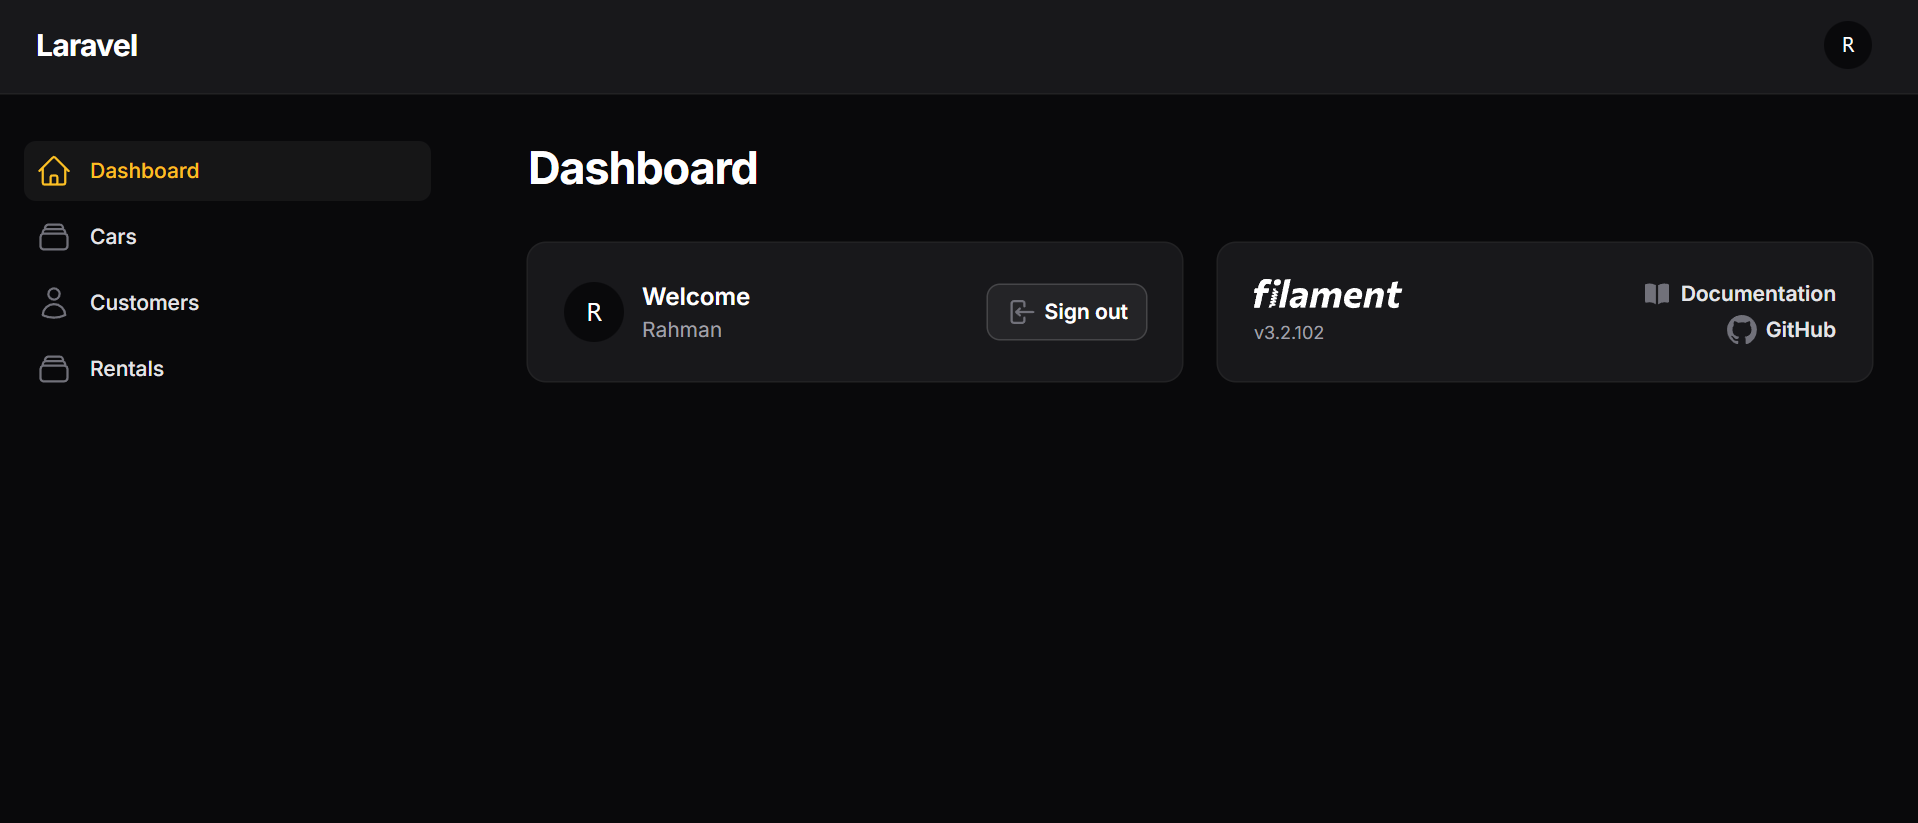 Laravel
R
Dashboard
Cars
Customers
Rentals
Dashboard
R
Welcome
Rahman
Sign out
filament
v3.2.102
Documentation
GitHub